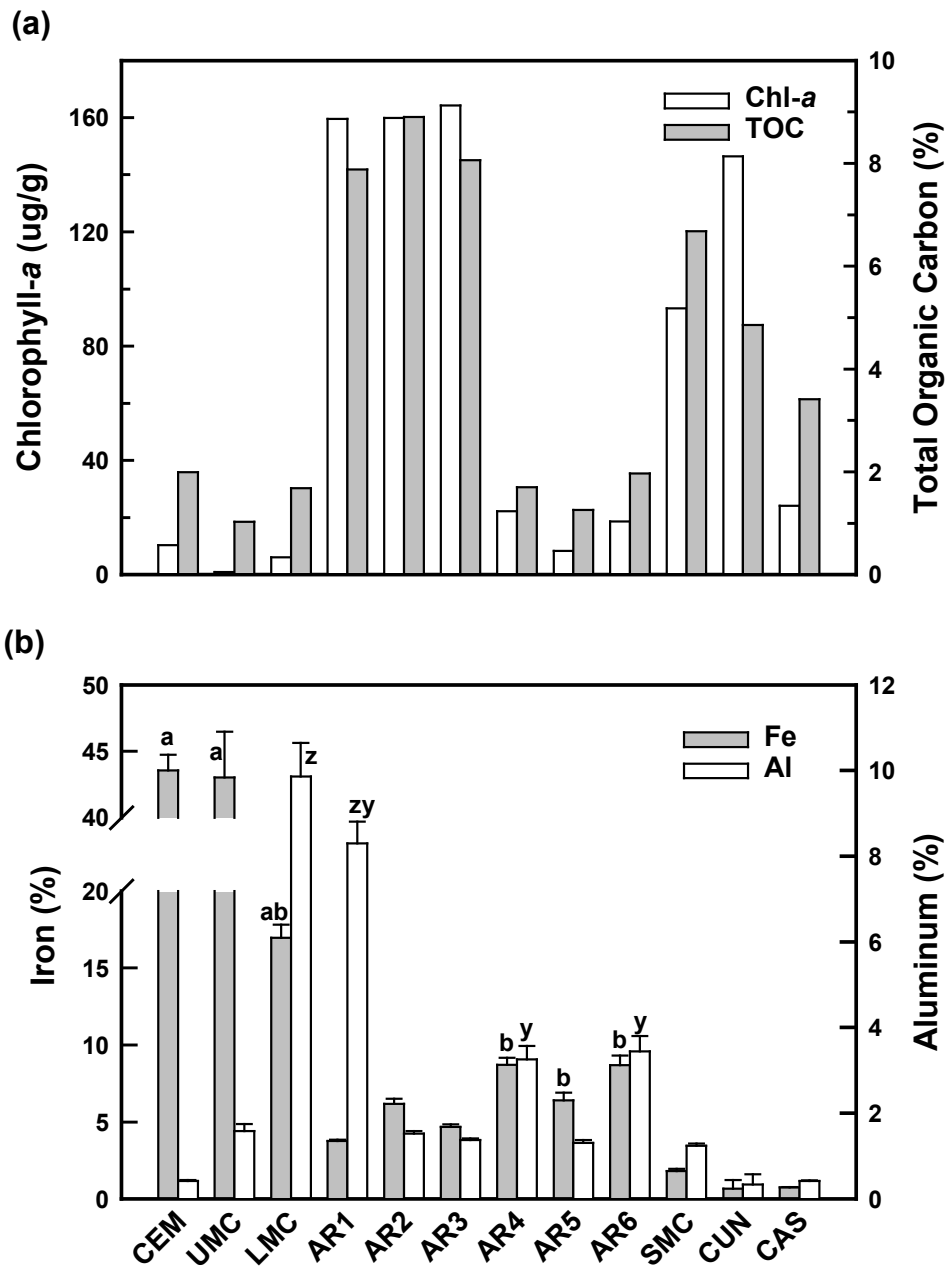 (a)
Chlorophyll-a (ug/g)
160
120
80
40
0
Chl-a
TOC
10
8
6
4
2
0
Total Organic Carbon (%)
(b)
Iron (%)
50
45
40
20
15
10
5
0
a
a
z
zy
ab
b
y
b
b
y
Fe
Al
12
10
8
6
4
2
0
Aluminum (%)
CEM
UMC
LMC
AR1
AR2
AR3
AR4
AR5
AR6
SMC
CUN
CAS